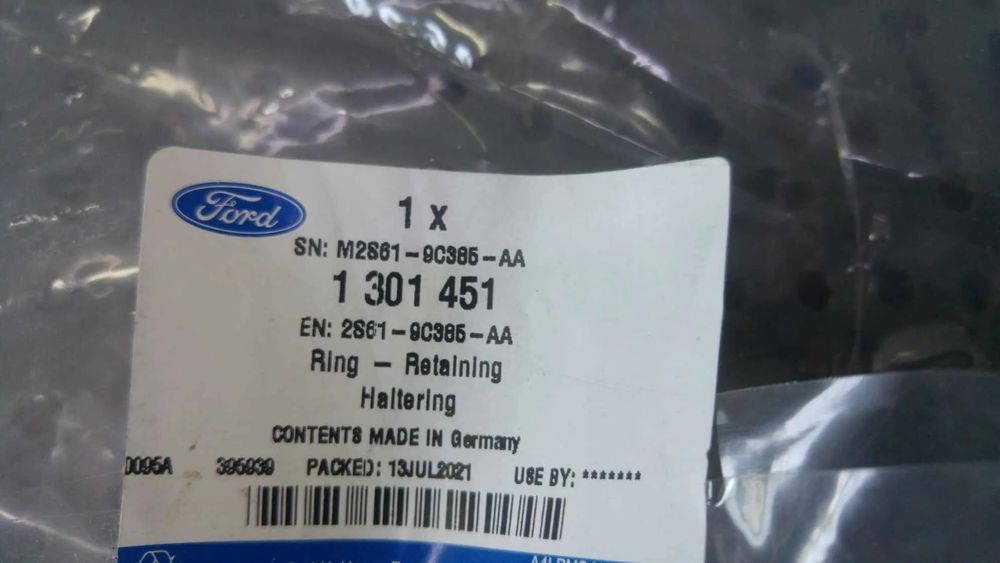 Ford
1 x
SN: M2S61-9C385-AA
1 301 451
EN: 2S61-9C385-AA
Ring - Retaining
Haltering
CONTENTS MADE IN Germany
0095A 395939 PACKED: 13JUL2021 USE BY: *******